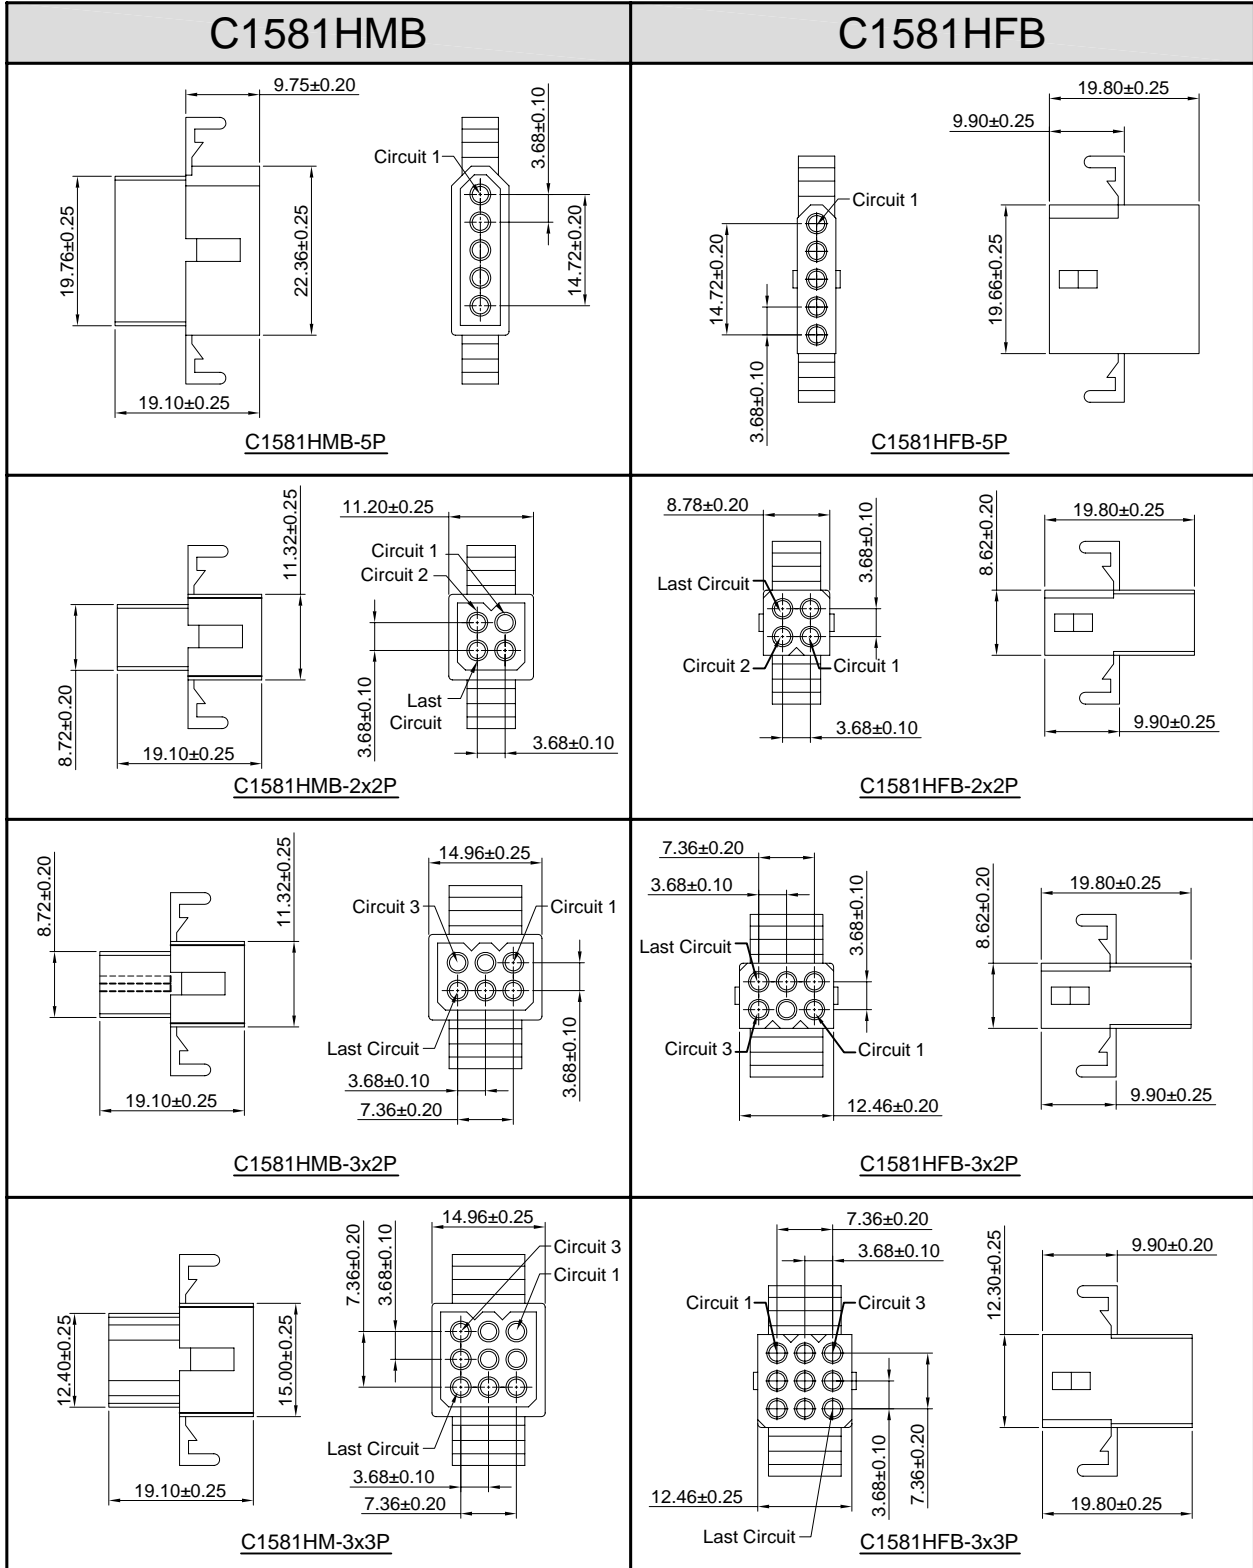 C1581HMB
C1581HFB
9.75±0.20
3.68±0.10
Circuit 1
19.76±0.25
22.36±0.25
14.72±0.20
19.10±0.25
C1581HMB-5P
19.80±0.25
9.90±0.25
Circuit 1
14.72±0.20
19.66±0.25
3.68±0.10
C1581HFB-5P
11.32±0.25
11.20±0.25
Circuit 1
Circuit 2
8.72±0.20
3.68±0.10
Last
Circuit
19.10±0.25
3.68±0.10
C1581HMB-2x2P
8.78±0.20
3.68±0.10
8.62±0.20
19.80±0.25
Last Circuit
Circuit 2
Circuit 1
3.68±0.10
9.90±0.25
C1581HFB-2x2P
8.72±0.20
11.32±0.25
14.96±0.25
Circuit 3
Circuit 1
Last Circuit
3.68±0.10
3.68±0.10
7.36±0.20
19.10±0.25
C1581HMB-3x2P
7.36±0.20
3.68±0.10
3.68±0.10
8.62±0.20
19.80±0.25
Last Circuit
Circuit 3
Circuit 1
12.46±0.20
9.90±0.25
C1581HFB-3x2P
14.96±0.25
7.36±0.20
3.68±0.10
Circuit 3
Circuit 1
12.40±0.25
15.00±0.25
Last Circuit
3.68±0.10
7.36±0.20
19.10±0.25
C1581HM-3x3P
7.36±0.20
3.68±0.10
12.30±0.25
9.90±0.20
Circuit 1
Circuit 3
3.68±0.10
7.36±0.20
12.46±0.25
Last Circuit
19.80±0.25
C1581HFB-3x3P